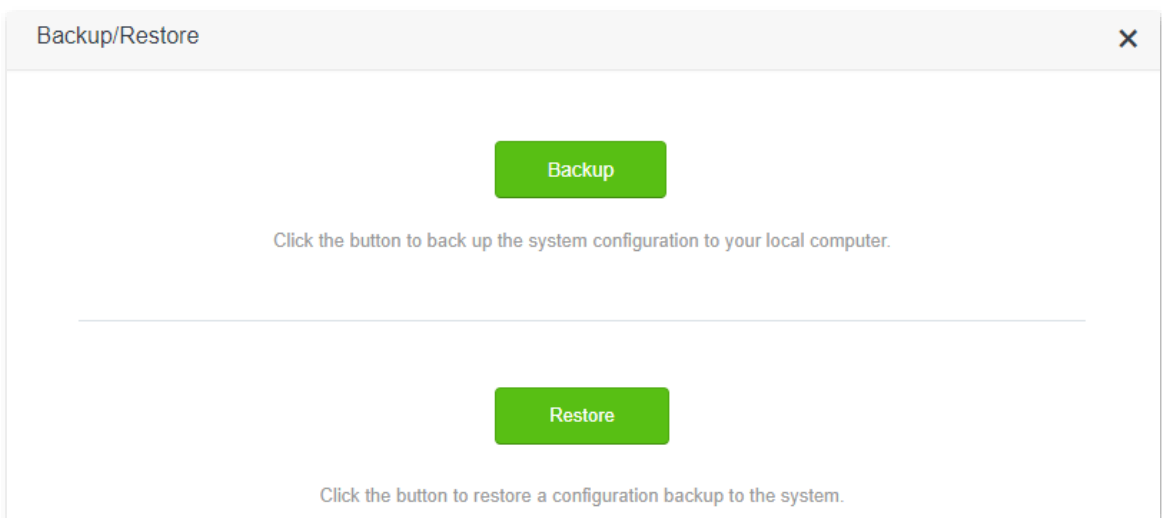 Backup/Restore
Backup
Click the button to back up the system configuration to your local computer.
Restore
Click the button to restore a configuration backup to the system.